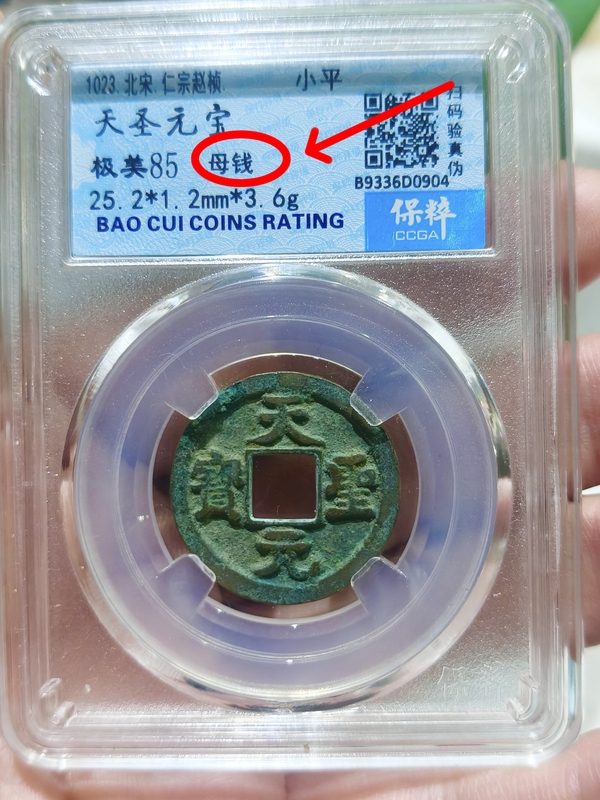 1023.北宋.仁宗赵桢. 小平
天圣元宝
极美85 母钱
25.2*1.2mm*3.6g
BAO CUI COINS RATING
扫码验真伪
B9336D0904
保粹
CCGA
天聖元寶
保